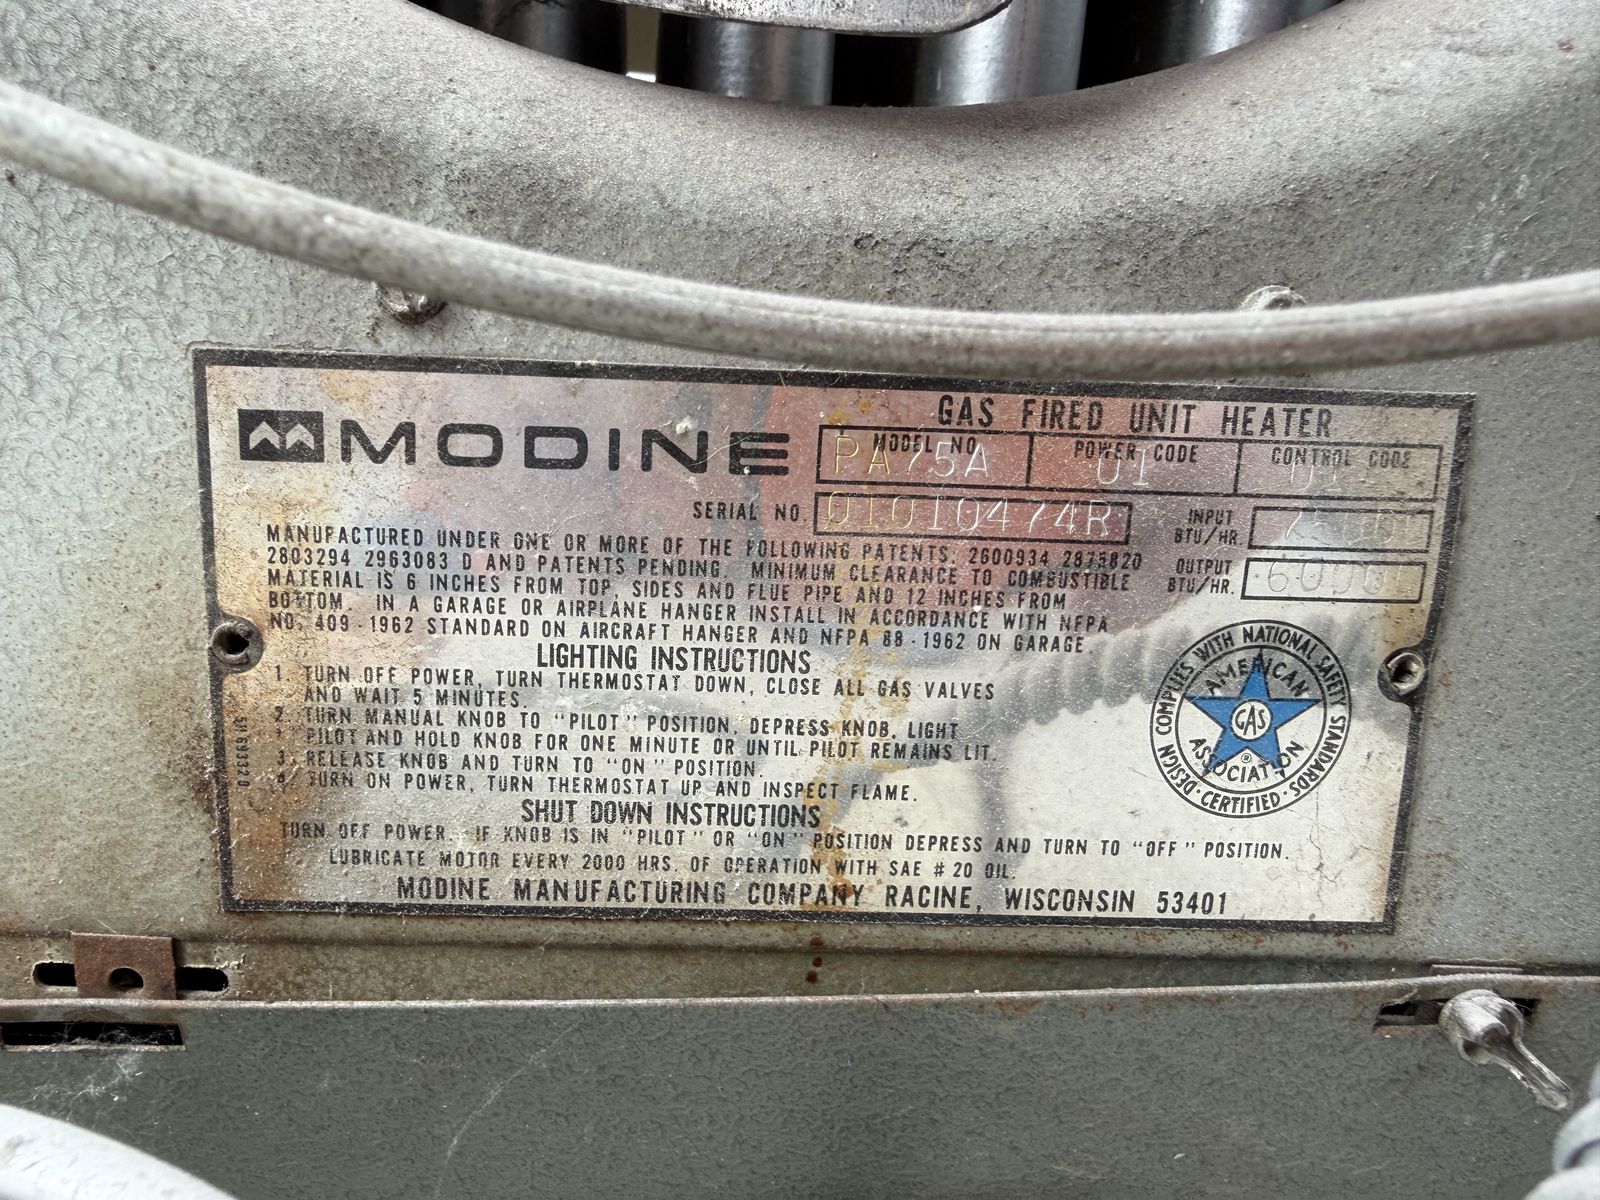 MODINE
GAS FIRED UNIT HEATER
MODEL NO. POWER CODE CONTROL CODE
PA75A 01 01
SERIAL NO. 01010474R
INPUT BTU/HR.
OUTPUT BTU/HR. 60000
MANUFACTURED UNDER ONE OR MORE OF THE FOLLOWING PATENTS, 2600934 2875820
2803294 2963083 D AND PATENTS PENDING. MINIMUM CLEARANCE TO COMBUSTIBLE
MATERIAL IS 6 INCHES FROM TOP, SIDES AND FLUE PIPE AND 12 INCHES FROM
BOTTOM. IN A GARAGE OR AIRPLANE HANGER INSTALL IN ACCORDANCE WITH NFPA
NO. 409-1962 STANDARD ON AIRCRAFT HANGER AND NFPA 88-1962 ON GARAGE.
LIGHTING INSTRUCTIONS
1. TURN OFF POWER, TURN THERMOSTAT DOWN, CLOSE ALL GAS VALVES
AND WAIT 5 MINUTES.
2. TURN MANUAL KNOB TO "PILOT" POSITION, DEPRESS KNOB, LIGHT
PILOT AND HOLD KNOB FOR ONE MINUTE OR UNTIL PILOT REMAINS LIT.
3. RELEASE KNOB AND TURN TO "ON" POSITION.
4. TURN ON POWER, TURN THERMOSTAT UP AND INSPECT FLAME.
SHUT DOWN INSTRUCTIONS
TURN OFF POWER. IF KNOB IS IN "PILOT" OR "ON" POSITION DEPRESS AND TURN TO "OFF" POSITION.
LUBRICATE MOTOR EVERY 2000 HRS. OF OPERATION WITH SAE # 20 OIL.
MODINE MANUFACTURING COMPANY RACINE, WISCONSIN 53401
DESIGN COMPLIES WITH NATIONAL SAFETY STANDARDS
CERTIFIED
AMERICAN
GAS
ASSOCIATION
®